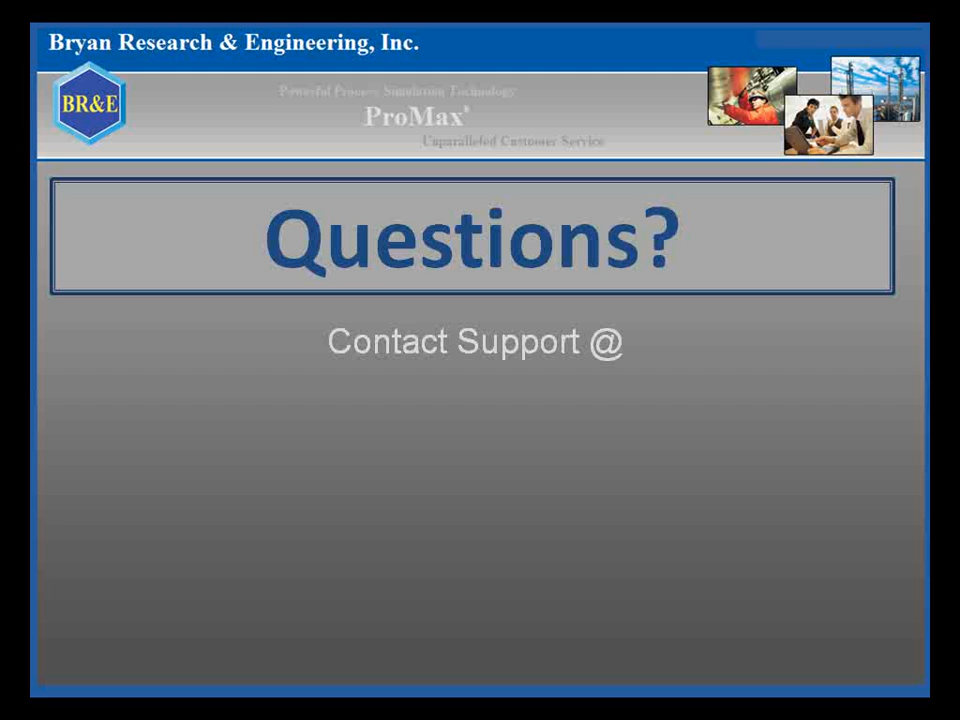 Bryan Research & Engineering, Inc.
BR&E
Powerful Process Simulation Technology
ProMax®
Unparalleled Customer Service
Questions?
Contact Support @